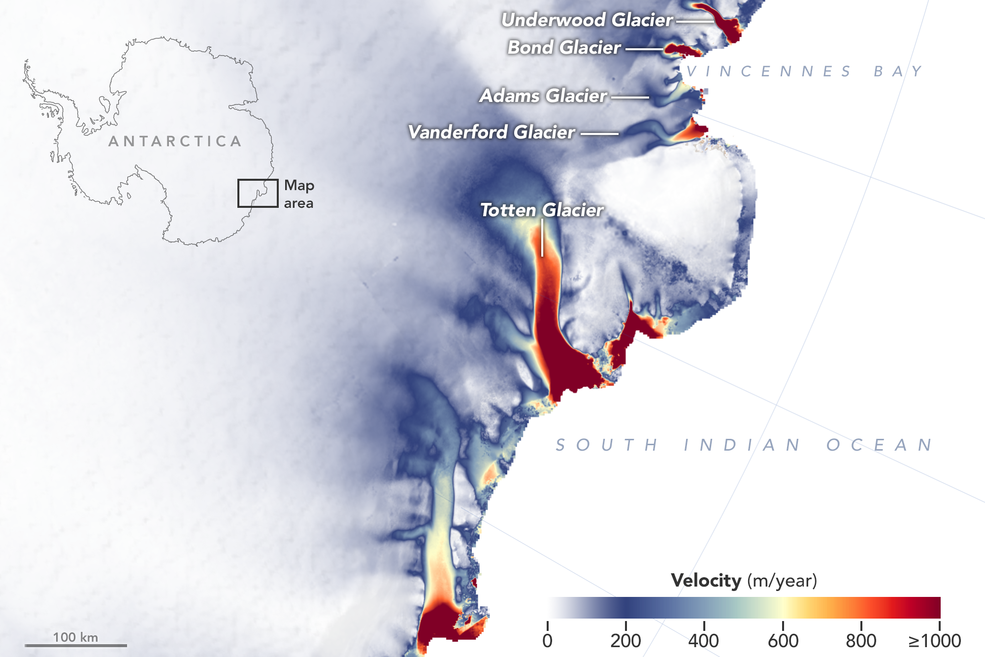 Underwood Glacier
Bond Glacier
VINCENNES BAY
Adams Glacier
Vanderford Glacier
ANTARCTICA
Map
area
Totten Glacier
SOUTH INDIAN OCEAN
Velocity (m/year)
0 200 400 600 800 ≥1000
100 km